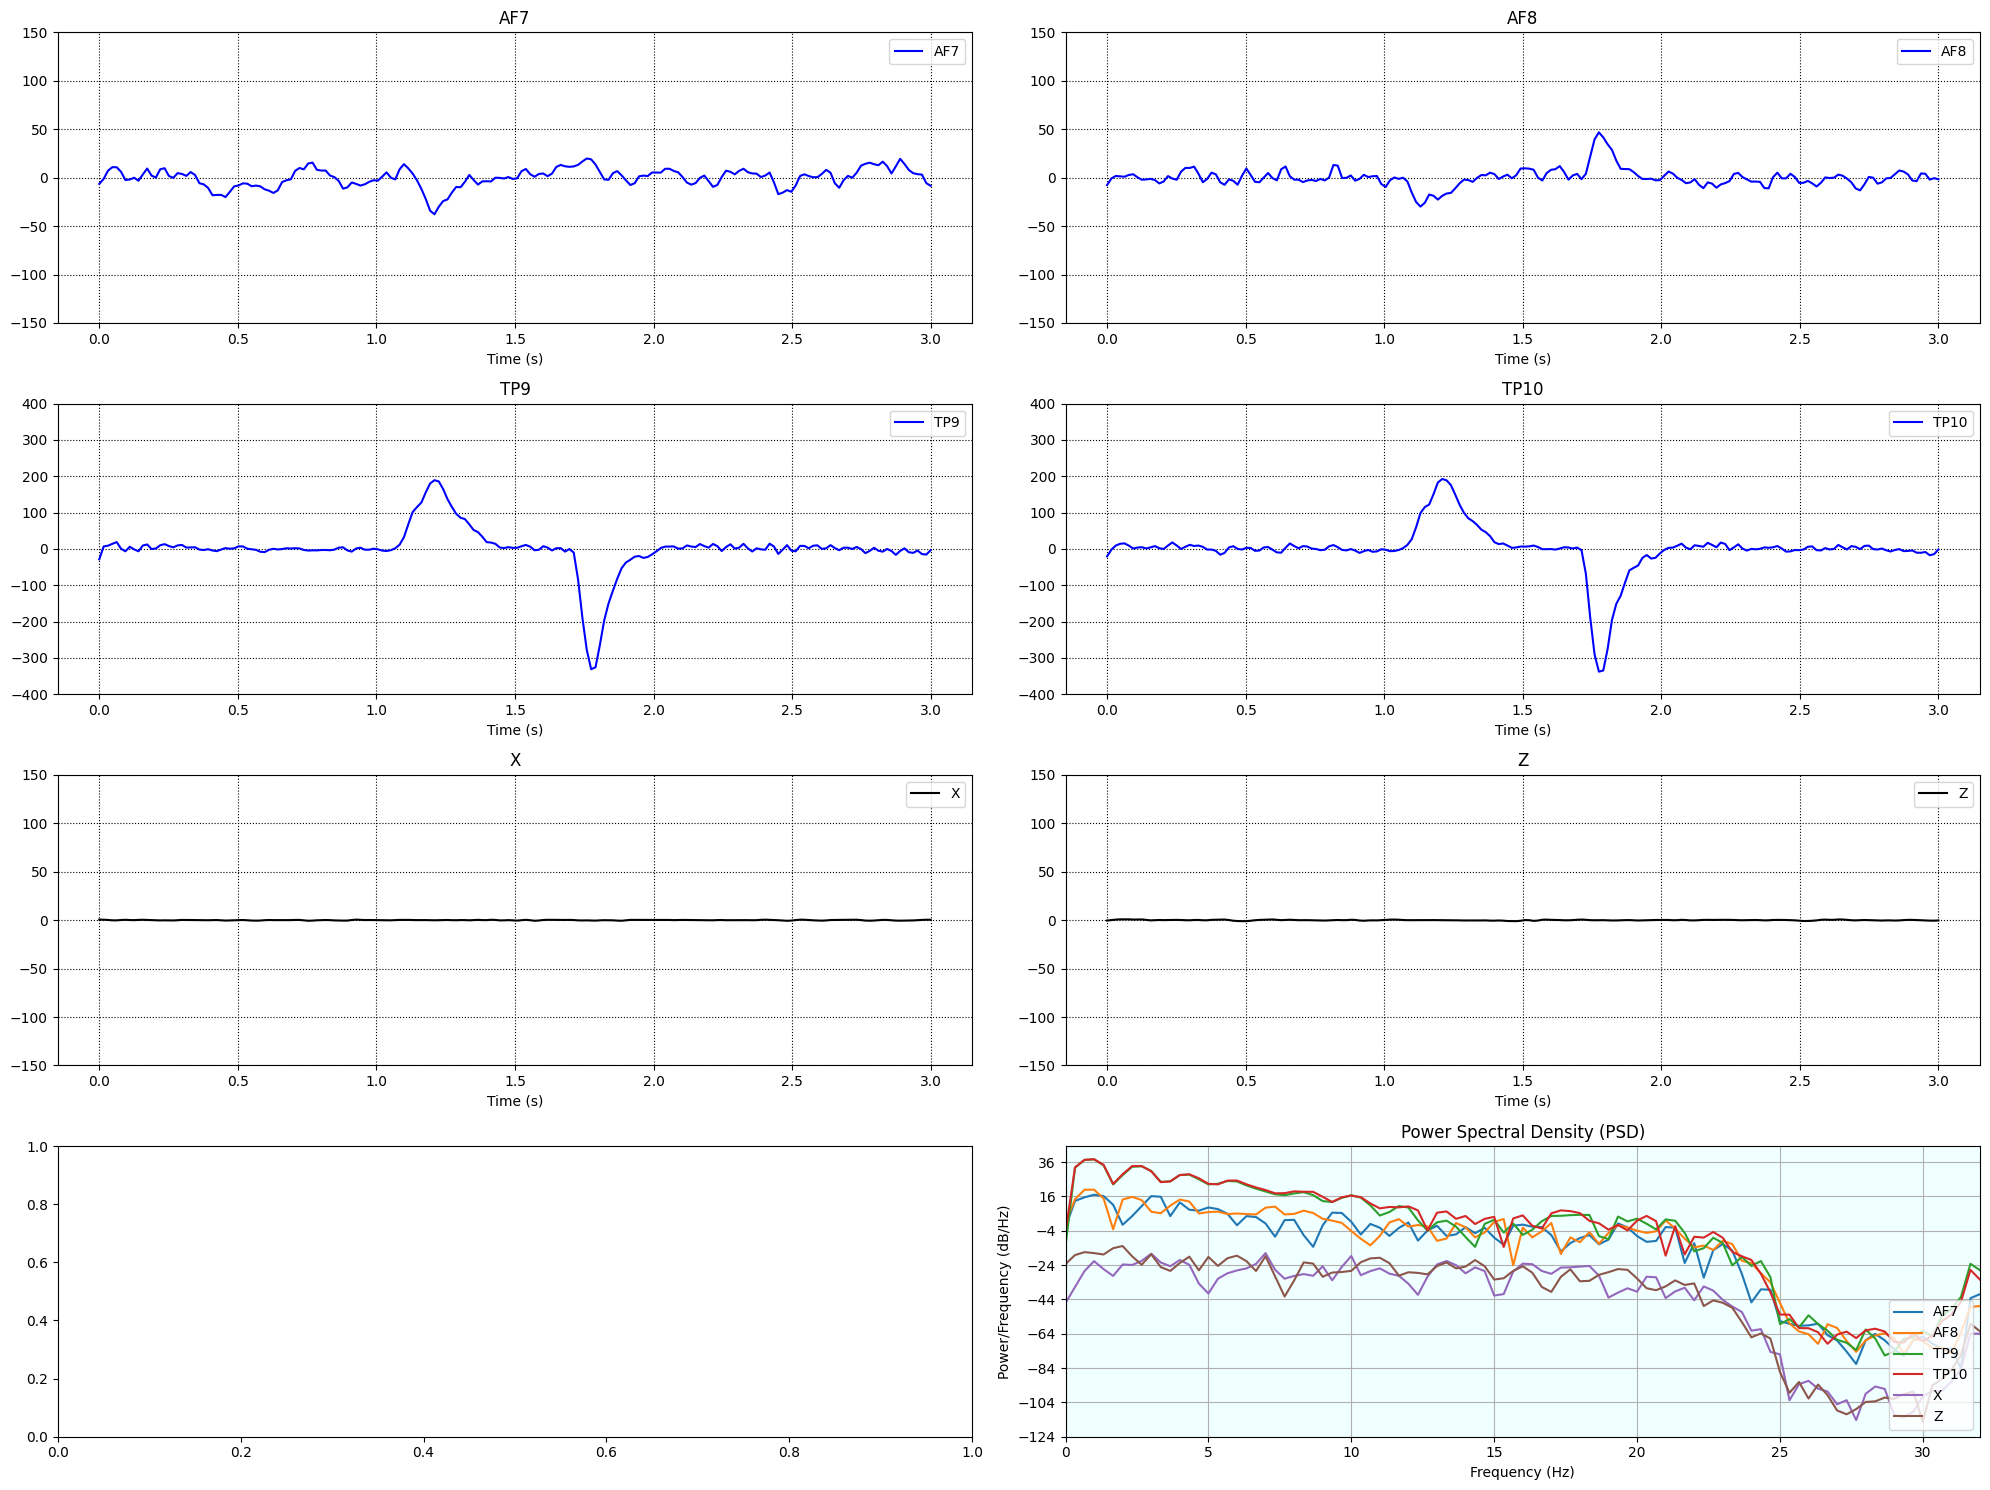 AF7
150
100
50
0
−50
−100
−150
0.0 0.5 1.0 1.5 2.0 2.5 3.0
Time (s)
AF7
AF8
150
100
50
0
−50
−100
−150
0.0 0.5 1.0 1.5 2.0 2.5 3.0
Time (s)
AF8
TP9
400
300
200
100
0
−100
−200
−300
−400
0.0 0.5 1.0 1.5 2.0 2.5 3.0
Time (s)
TP9
TP10
400
300
200
100
0
−100
−200
−300
−400
0.0 0.5 1.0 1.5 2.0 2.5 3.0
Time (s)
TP10
X
150
100
50
0
−50
−100
−150
0.0 0.5 1.0 1.5 2.0 2.5 3.0
Time (s)
X
Z
150
100
50
0
−50
−100
−150
0.0 0.5 1.0 1.5 2.0 2.5 3.0
Time (s)
Z
1.0
0.8
0.6
0.4
0.2
0.0
0.0 0.2 0.4 0.6 0.8 1.0
Power Spectral Density (PSD)
Power/Frequency (dB/Hz)
36
16
−4
−24
−44
−64
−84
−104
−124
0 5 10 15 20 25 30
Frequency (Hz)
AF7
AF8
TP9
TP10
X
Z